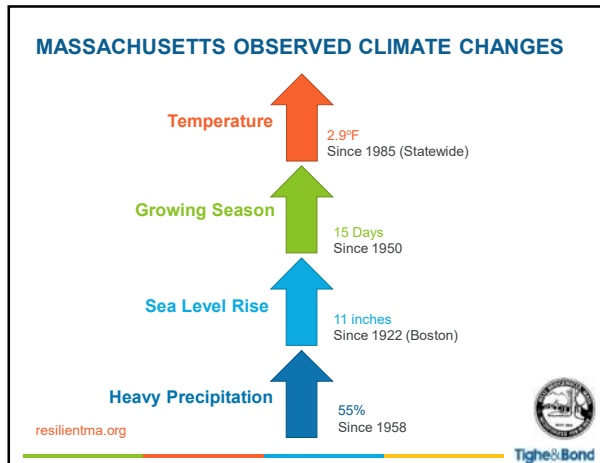 MASSACHUSETTS OBSERVED CLIMATE CHANGES
Temperature
2.9ºF
Since 1985 (Statewide)
Growing Season
15 Days
Since 1950
Sea Level Rise
11 inches
Since 1922 (Boston)
Heavy Precipitation
55%
Since 1958
resilientma.org
Tighe&Bond